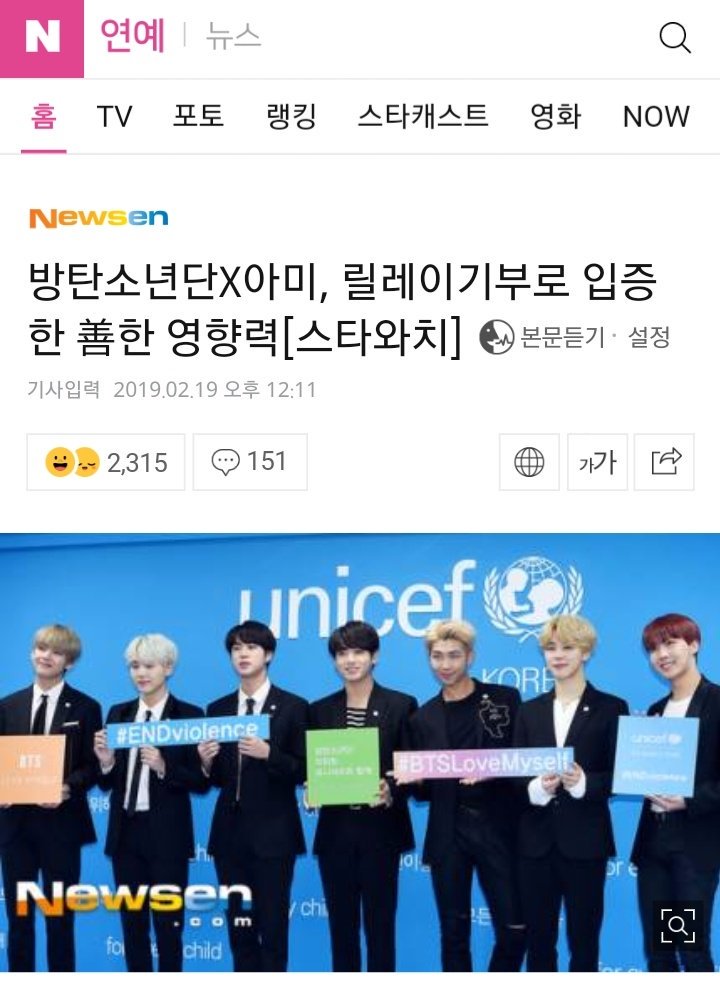 N 연예 뉴스
홈 TV 포토 랭킹 스타캐스트 영화 NOW
Newsen
방탄소년단X아미, 릴레이기부로 입증
한 善한 영향력[스타와치] 본문듣기 · 설정
기사입력 2019.02.19 오후 12:11
2,315 151 가가
unicef
KORE
#ENDviolence
BTS
unicef
#BTSLoveMyself
#ENDviolence
Newsen
.com
child